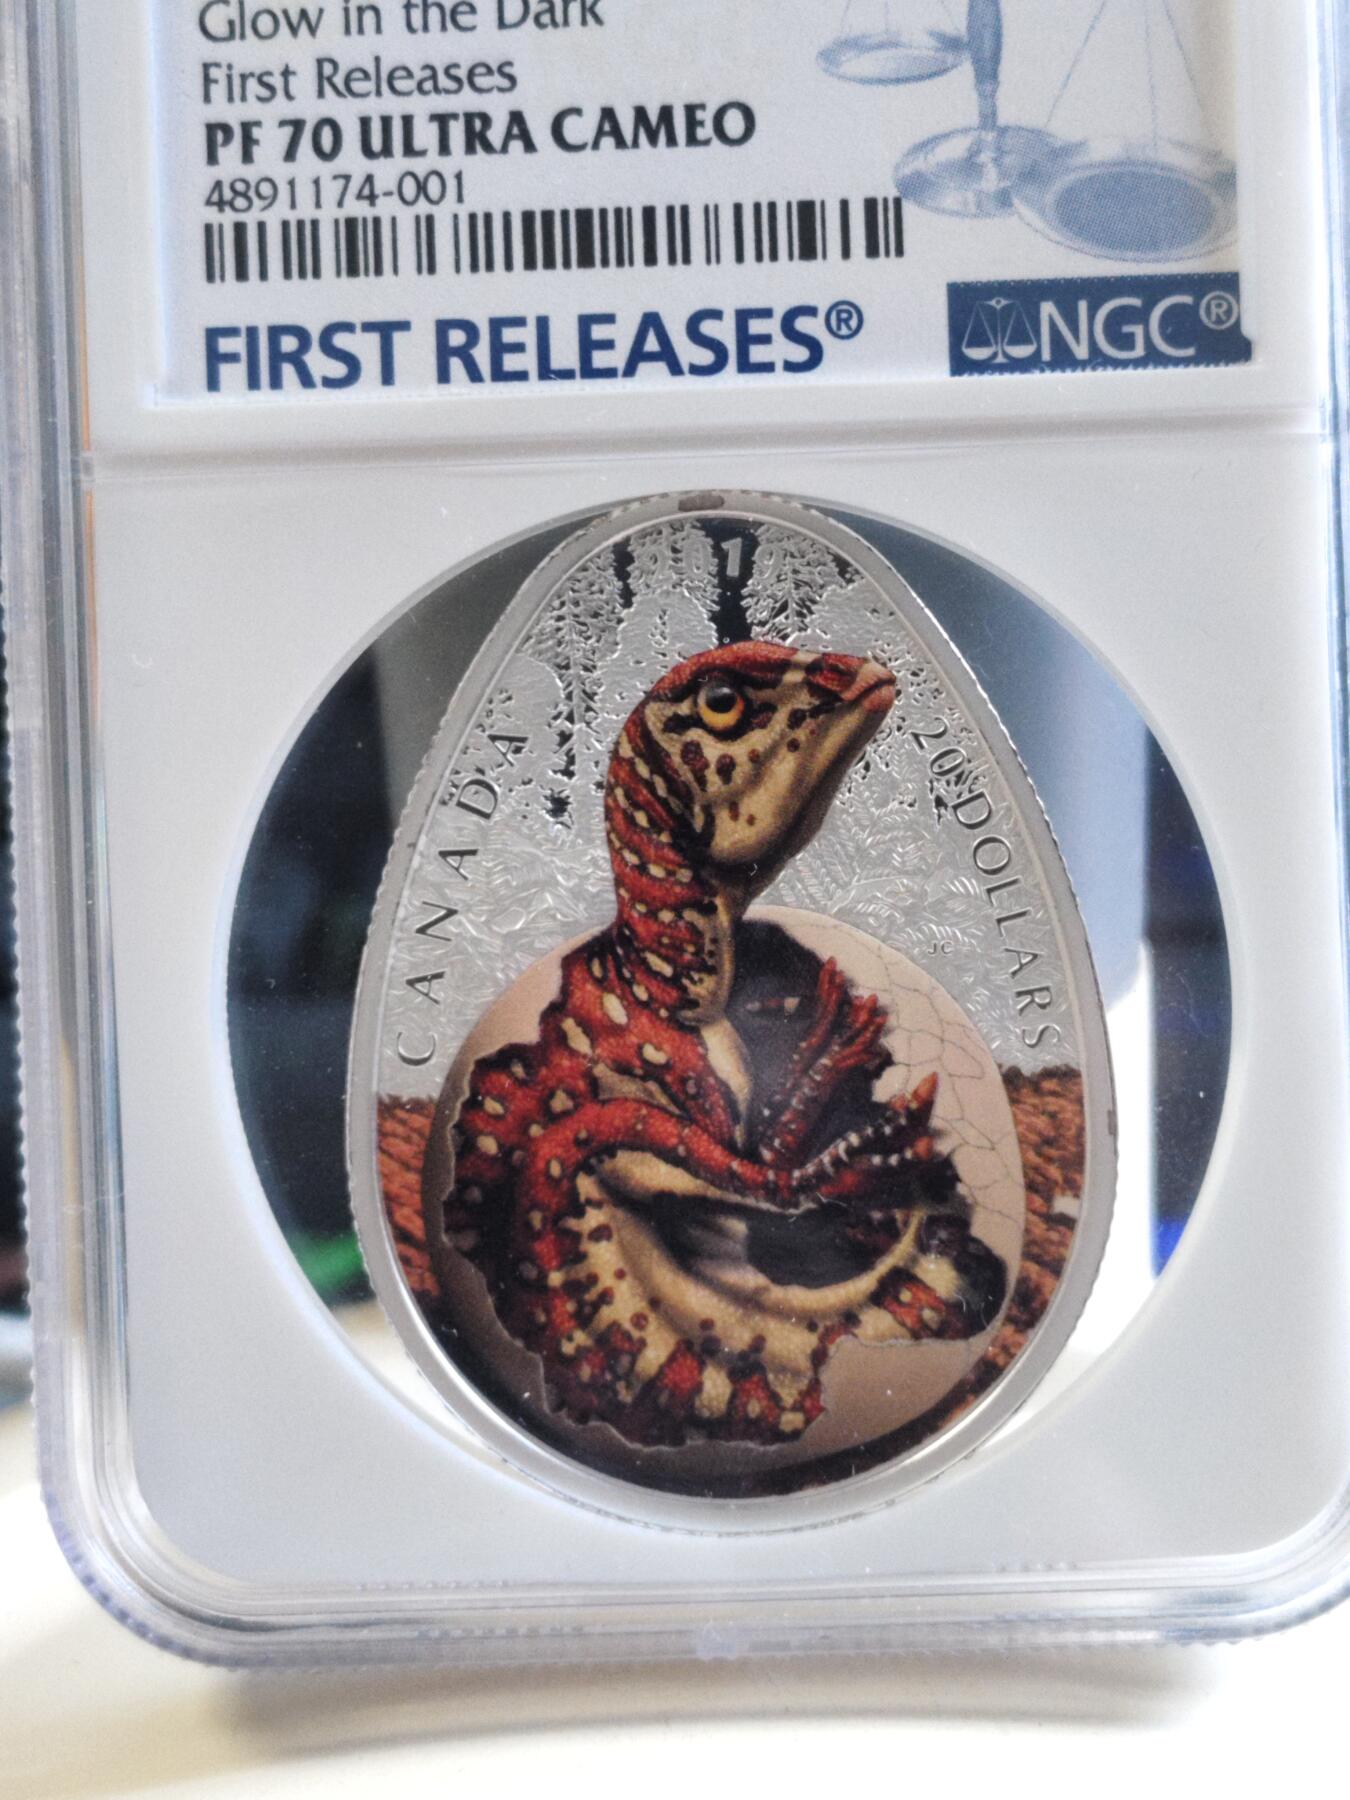 Glow in the Dark
First Releases
PF 70 ULTRA CAMEO
4891174-001
FIRST RELEASES®
NGC®
2019
CANADA
20 DOLLARS
JC